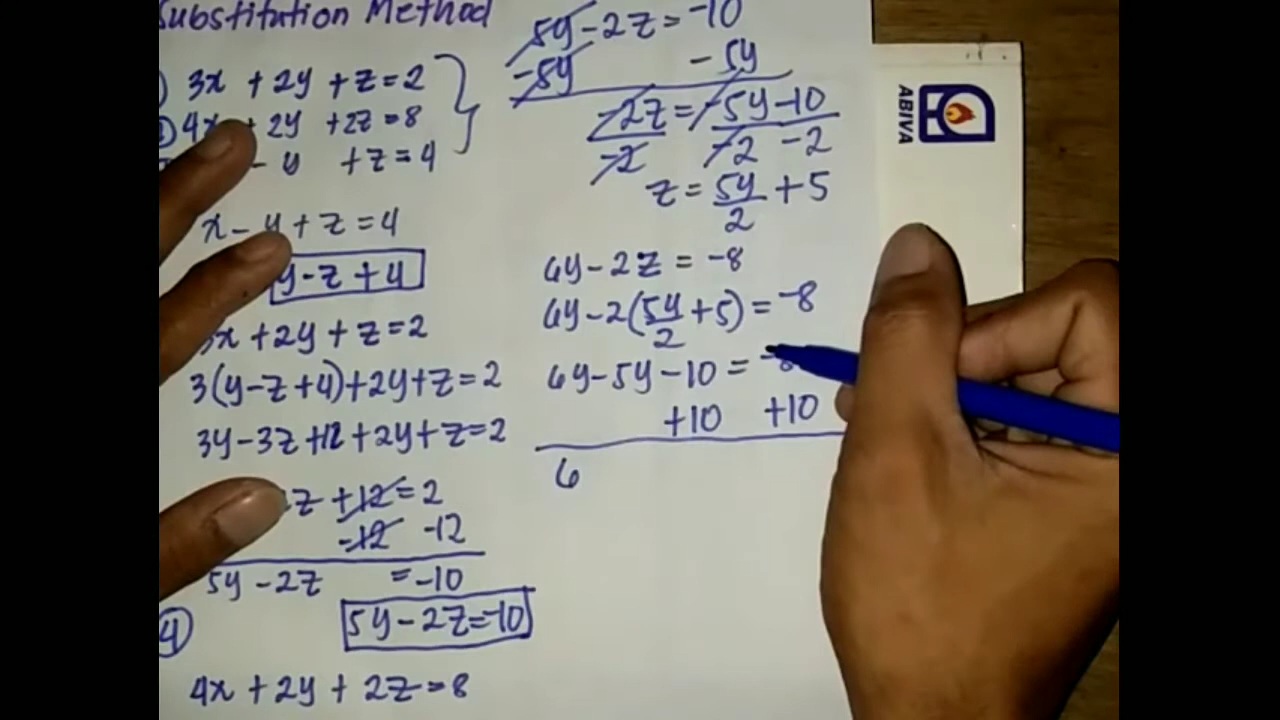 Substitution Method
3x + 2y + z = 2
4x + 2y + 2z = 8
- y + z = 4
x - y + z = 4
y - z + 4
3x + 2y + z = 2
3(y - z + 4) + 2y + z = 2
3y - 3z + 12 + 2y + z = 2
z + 12 = 2
-12 -12
5y - 2z = -10
5y - 2z = -10
4
4x + 2y + 2z = 8
5y - 2z = -10
-5y -5y
-2z = -5y - 10
-2 -2 -2
z = 5y/2 + 5
6y - 2z = -8
6y - 2(5y/2 + 5) = -8
6y - 5y - 10 = -8
+10 +10
6
ABIVA